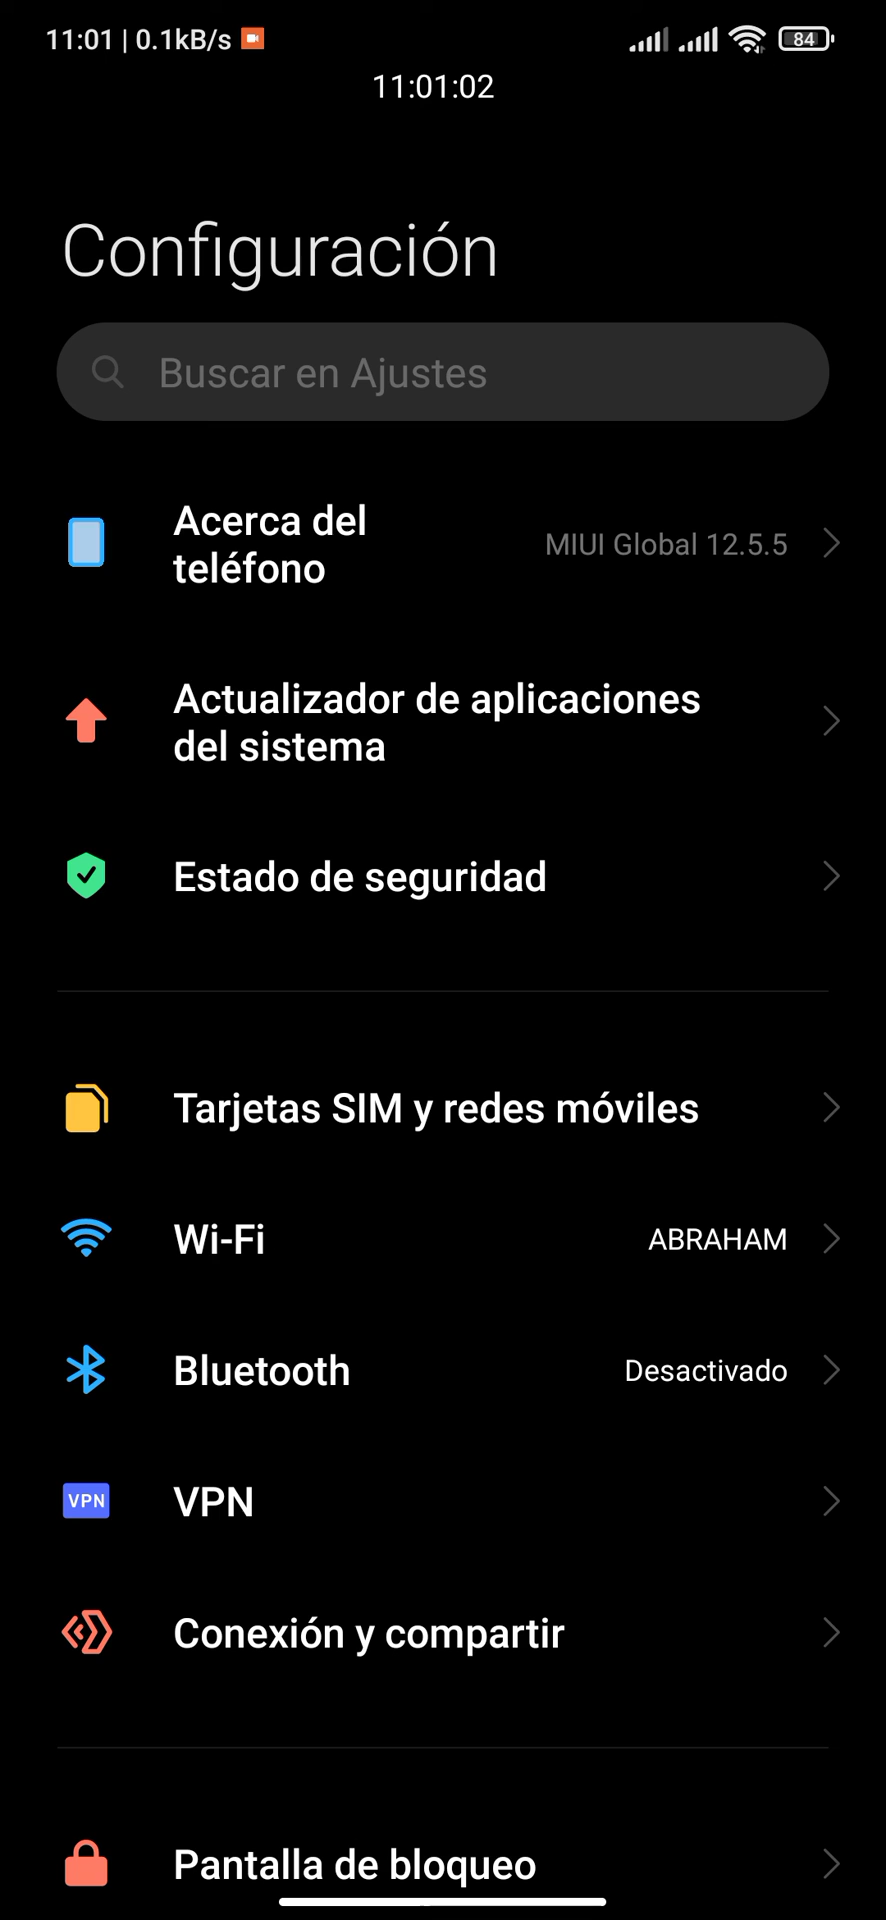 11:01 | 0.1kB/s
84
11:01:02
Configuración
Buscar en Ajustes
Acerca del
teléfono
MIUI Global 12.5.5
Actualizador de aplicaciones
del sistema
Estado de seguridad
Tarjetas SIM y redes móviles
Wi-Fi
ABRAHAM
Bluetooth
Desactivado
VPN
VPN
Conexión y compartir
Pantalla de bloqueo